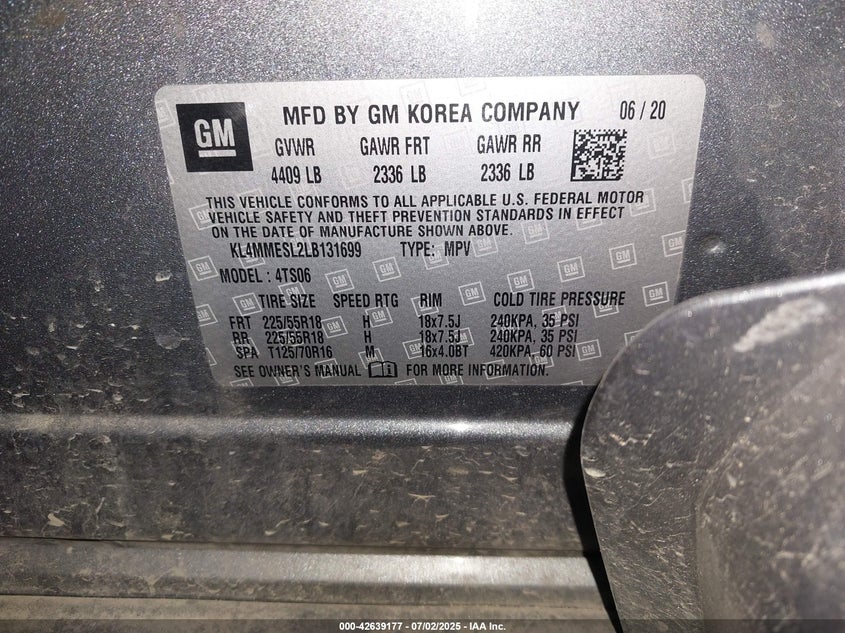 GM
MFD BY GM KOREA COMPANY 06 / 20
GVWR GAWR FRT GAWR RR
4409 LB 2336 LB 2336 LB
THIS VEHICLE CONFORMS TO ALL APPLICABLE U.S. FEDERAL MOTOR
VEHICLE SAFETY AND THEFT PREVENTION STANDARDS IN EFFECT
ON THE DATE OF MANUFACTURE SHOWN ABOVE.
KL4MMESL2LB131699 TYPE: MPV
MODEL : 4TS06
TIRE SIZE SPEED RTG RIM COLD TIRE PRESSURE
FRT 225/55R18 H 18x7.5J 240KPA, 35 PSI
RR 225/55R18 H 18x7.5J 240KPA, 35 PSI
SPA T125/70R16 M 16x4.0BT 420KPA, 60 PSI
SEE OWNER'S MANUAL FOR MORE INFORMATION.
000-42639177 - 07/02/2025 - IAA Inc.